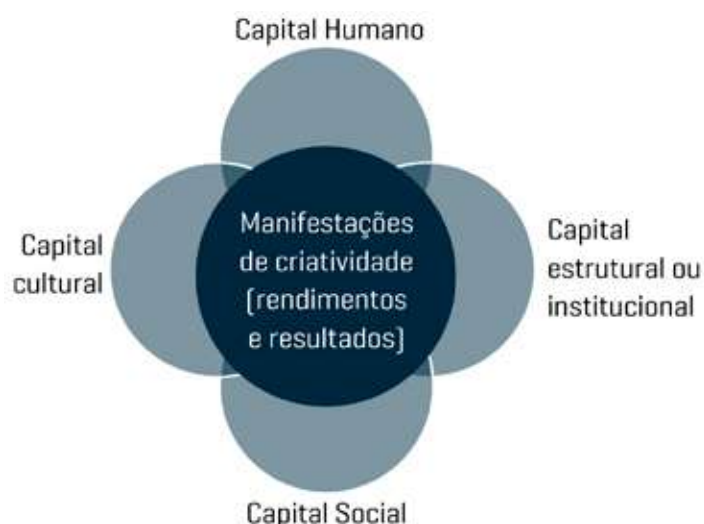 Capital Humano
Capital
cultural
Manifestações
de criatividade
(rendimentos
e resultados)
Capital
estrutural ou
institucional
Capital Social